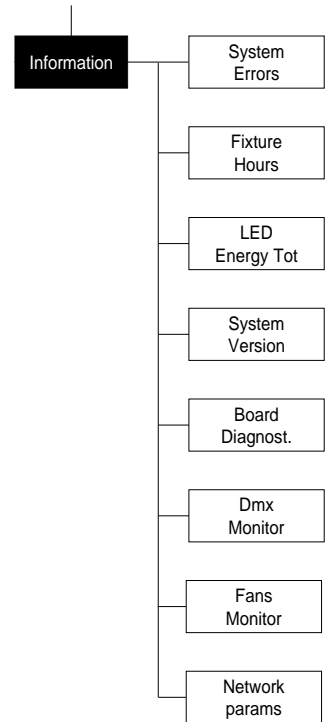 Information
System
Errors
Fixture
Hours
LED
Energy Tot
System
Version
Board
Diagnost.
Dmx
Monitor
Fans
Monitor
Network
params